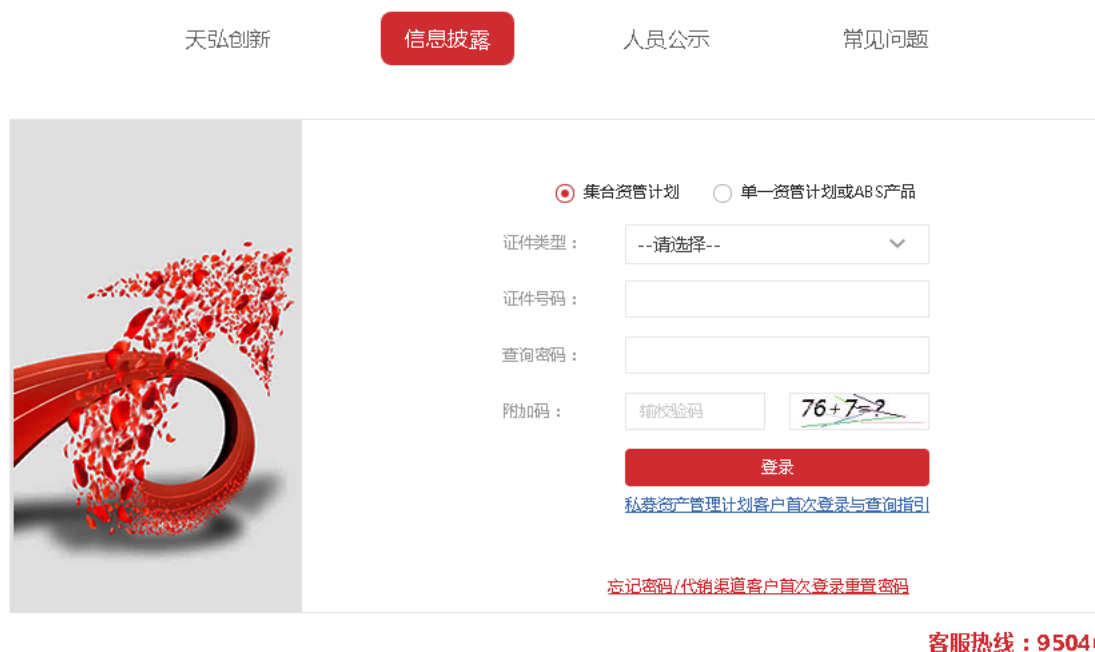 天弘创新 信息披露 人员公示 常见问题
集合资管计划 单一资管计划或ABS产品
证件类型： --请选择--
证件号码：
查询密码：
附加码： 输校验码 76+7=?
登录
私募资产管理计划客户首次登录与查询指引
忘记密码/代销渠道客户首次登录重置密码
客服热线：9504